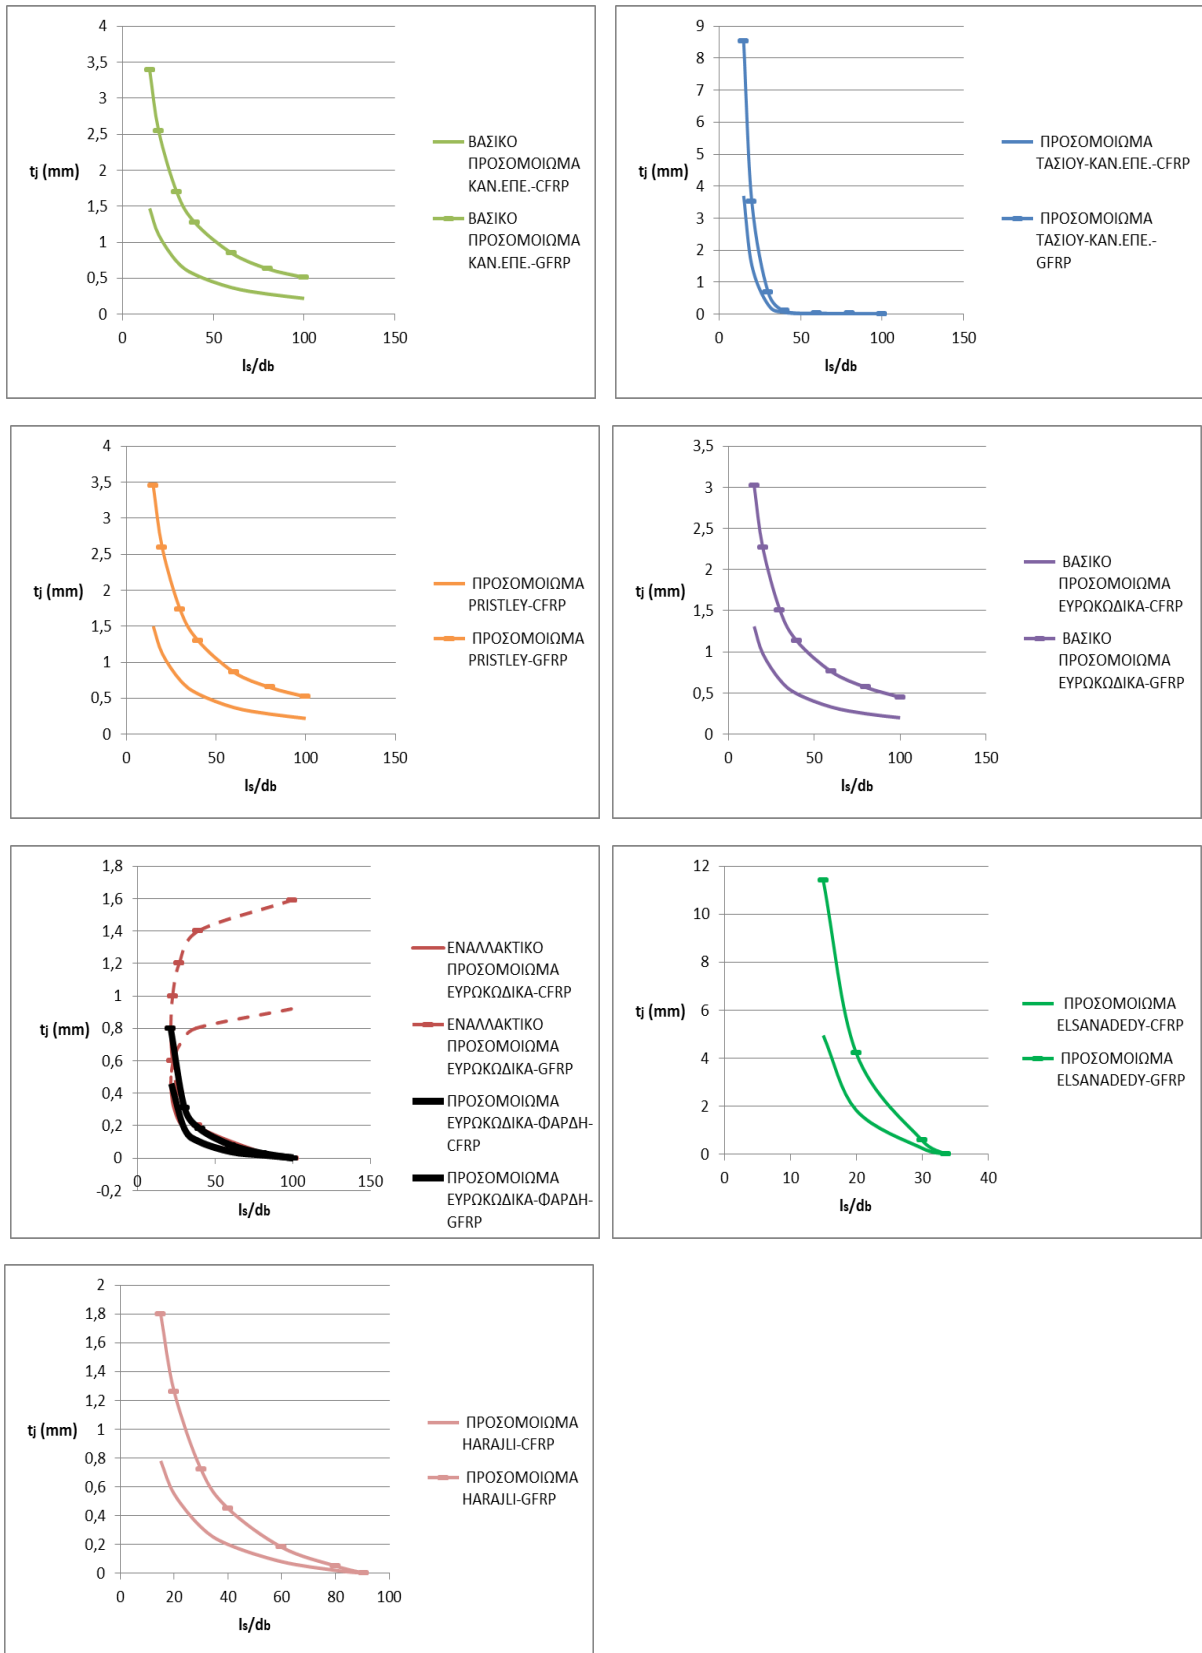 4
3,5
3
2,5
2
1,5
1
0,5
0
tj (mm)
0
50
100
150
ls/db
ΒΑΣΙΚΟ
ΠΡΟΣΟΜΟΙΩΜΑ
ΚΑΝ.ΕΠΕ.-CFRP
ΒΑΣΙΚΟ
ΠΡΟΣΟΜΟΙΩΜΑ
ΚΑΝ.ΕΠΕ.-GFRP
9
8
7
6
5
4
3
2
1
0
tj (mm)
0
50
100
150
ls/db
ΠΡΟΣΟΜΟΙΩΜΑ
ΤΑΣΙΟΥ-ΚΑΝ.ΕΠΕ.-CFRP
ΠΡΟΣΟΜΟΙΩΜΑ
ΤΑΣΙΟΥ-ΚΑΝ.ΕΠΕ.-
GFRP
4
3,5
3
2,5
2
1,5
1
0,5
0
tj (mm)
0
50
100
150
ls/db
ΠΡΟΣΟΜΟΙΩΜΑ
PRISTLEY-CFRP
ΠΡΟΣΟΜΟΙΩΜΑ
PRISTLEY-GFRP
3,5
3
2,5
2
1,5
1
0,5
0
tj (mm)
0
50
100
150
ls/db
ΒΑΣΙΚΟ
ΠΡΟΣΟΜΟΙΩΜΑ
ΕΥΡΩΚΩΔΙΚΑ-CFRP
ΒΑΣΙΚΟ
ΠΡΟΣΟΜΟΙΩΜΑ
ΕΥΡΩΚΩΔΙΚΑ-GFRP
1,8
1,6
1,4
1,2
1
0,8
0,6
0,4
0,2
0
-0,2
tj (mm)
0
50
100
150
ls/db
ΕΝΑΛΛΑΚΤΙΚΟ
ΠΡΟΣΟΜΟΙΩΜΑ
ΕΥΡΩΚΩΔΙΚΑ-CFRP
ΕΝΑΛΛΑΚΤΙΚΟ
ΠΡΟΣΟΜΟΙΩΜΑ
ΕΥΡΩΚΩΔΙΚΑ-GFRP
ΠΡΟΣΟΜΟΙΩΜΑ
ΕΥΡΩΚΩΔΙΚΑ-ΦΑΡΔΗ-
CFRP
ΠΡΟΣΟΜΟΙΩΜΑ
ΕΥΡΩΚΩΔΙΚΑ-ΦΑΡΔΗ-
GFRP
12
10
8
6
4
2
0
tj (mm)
0
10
20
30
40
ls/db
ΠΡΟΣΟΜΟΙΩΜΑ
ELSANADEDY-CFRP
ΠΡΟΣΟΜΟΙΩΜΑ
ELSANADEDY-GFRP
2
1,8
1,6
1,4
1,2
1
0,8
0,6
0,4
0,2
0
tj (mm)
0
20
40
60
80
100
ls/db
ΠΡΟΣΟΜΟΙΩΜΑ
HARAJLI-CFRP
ΠΡΟΣΟΜΟΙΩΜΑ
HARAJLI-GFRP